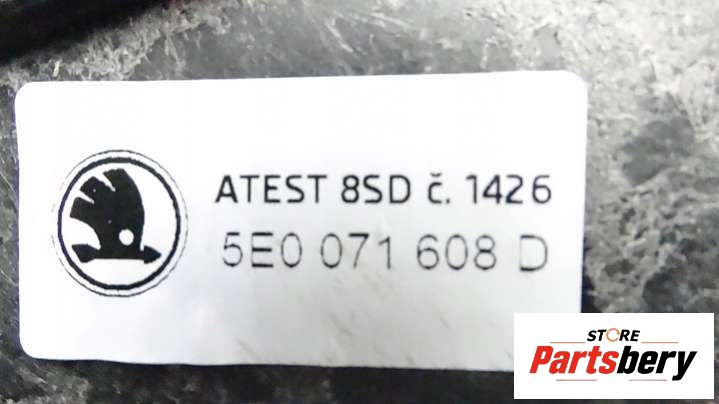 ATEST 8SD č. 1426
5E0 071 608 D
STORE
Partsbery